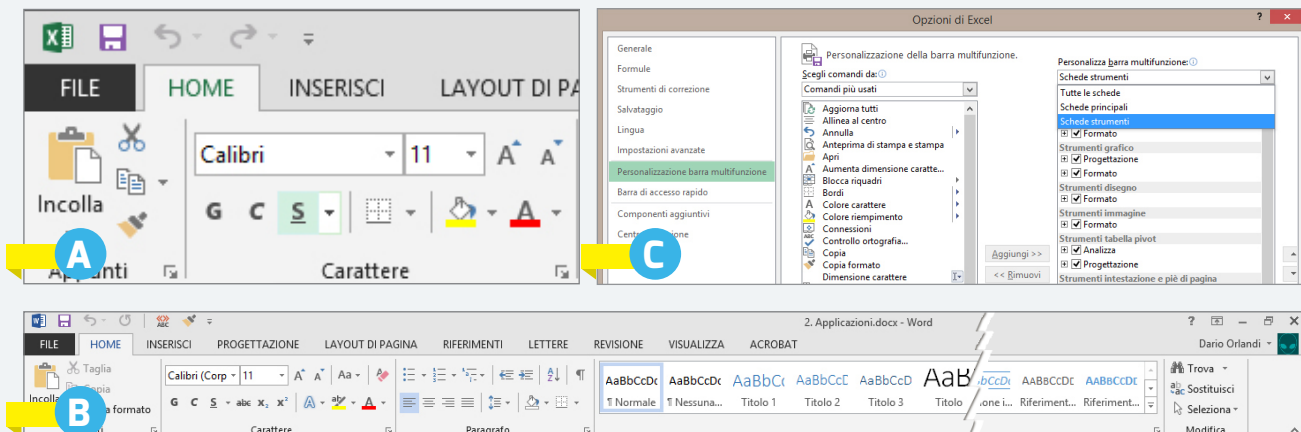 FILE HOME INSERISCI LAYOUT DI PA
Calibri 11 A A
Incolla
G C S A
Appunti Carattere
A
Opzioni di Excel ? ×
Generale
Formule
Strumenti di correzione
Salvataggio
Lingua
Impostazioni avanzate
Personalizzazione barra multifunzione
Barra di accesso rapido
Componenti aggiuntivi
C
Personalizzazione della barra multifunzione.
Scegli comandi da:
Comandi più usati
Aggiorna tutti
Allinea al centro
Annulla
Anteprima di stampa e stampa
Apri
Aumenta dimensione caratte...
Blocca riquadri
Bordi
Colore carattere
Colore riempimento
Connessioni
Controllo ortografia...
Copia
Copia formato
Dimensione carattere
Aggiungi >>
<< Rimuovi
Personalizza barra multifunzione:
Schede strumenti
Tutte le schede
Schede principali
Schede strumenti
Formato
Strumenti grafico
Progettazione
Formato
Strumenti disegno
Formato
Strumenti immagine
Formato
Strumenti tabella pivot
Analizza
Progettazione
Strumenti intestazione e piè di pagina
2. Applicazioni.docx - Word
FILE HOME INSERISCI PROGETTAZIONE LAYOUT DI PAGINA RIFERIMENTI LETTERE REVISIONE VISUALIZZA ACROBAT Dario Orlandi
Taglia
Copia
Incolla
formato
B
Calibri (Corp 11 A A Aa
G C S abc X₂ X² A ab A
Carattere
Paragrafo
AaBbCcDc AaBbCcDc AaBbCc AaBbCcE AaBbCcD AaB bCcDc AABBCCDE AABBCCDE
¶ Normale ¶ Nessuna... Titolo 1 Titolo 2 Titolo 3 Titolo one i... Riferiment... Riferiment...
Trova
Sostituisci
Seleziona
Modifica